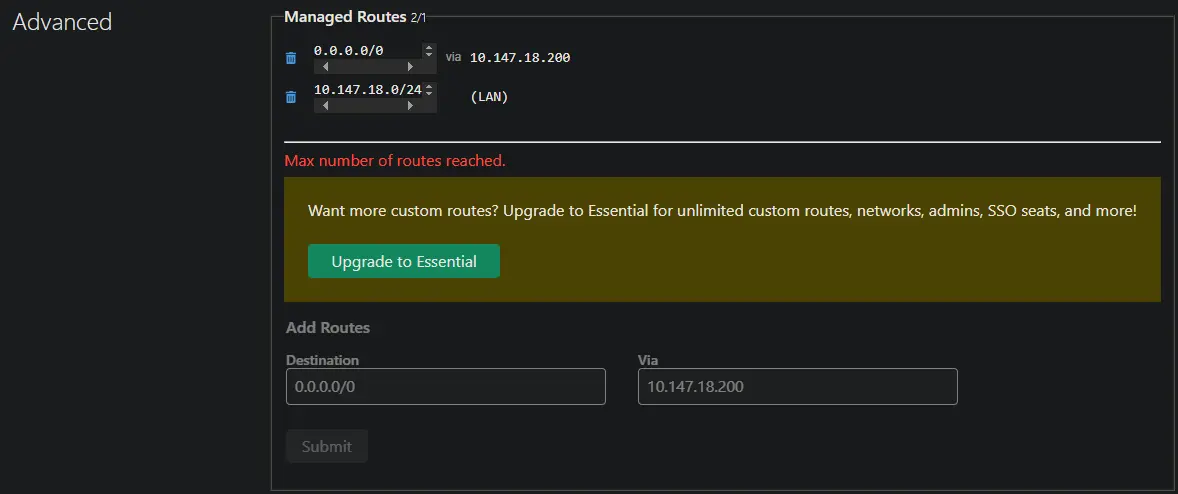 Advanced
Managed Routes 2/1
0.0.0.0/0 via 10.147.18.200
10.147.18.0/24 (LAN)
Max number of routes reached.
Want more custom routes? Upgrade to Essential for unlimited custom routes, networks, admins, SSO seats, and more!
Upgrade to Essential
Add Routes
Destination Via
0.0.0.0/0 10.147.18.200
Submit